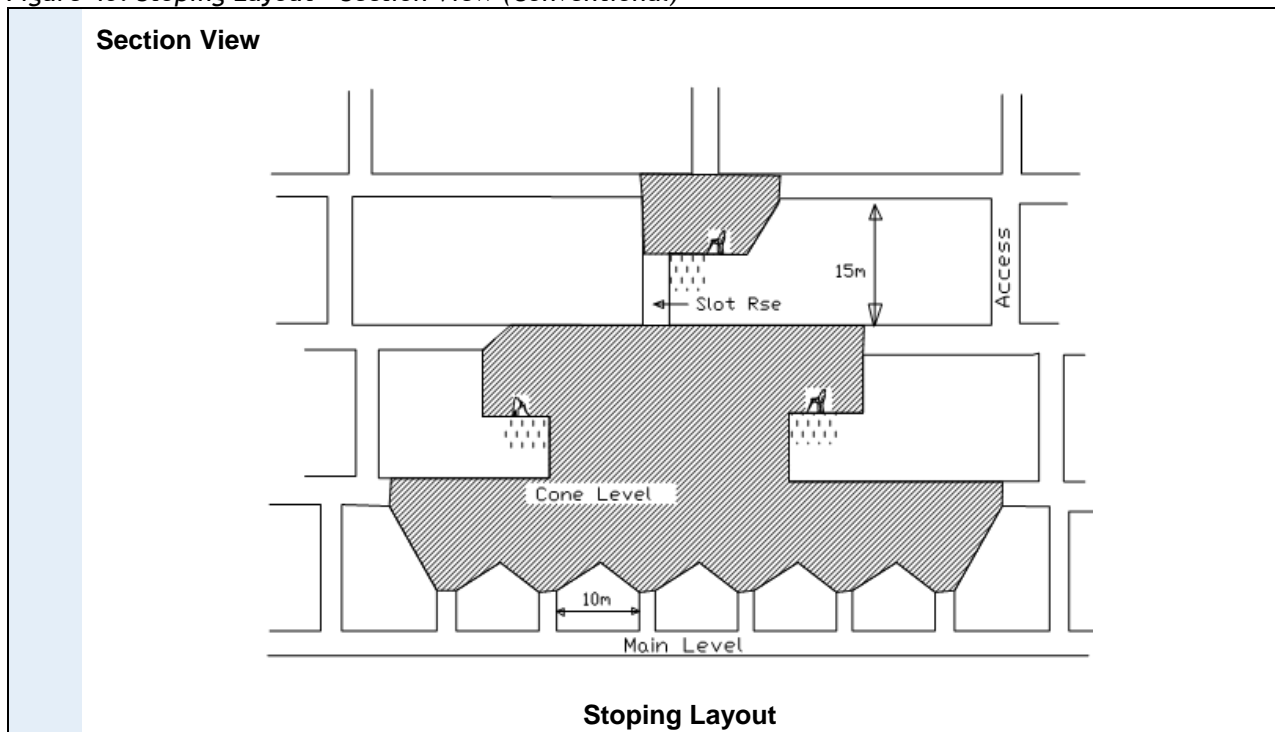 Section View
Access
15m
Slot Rse
Cone Level
10m
Main Level
Stoping Layout